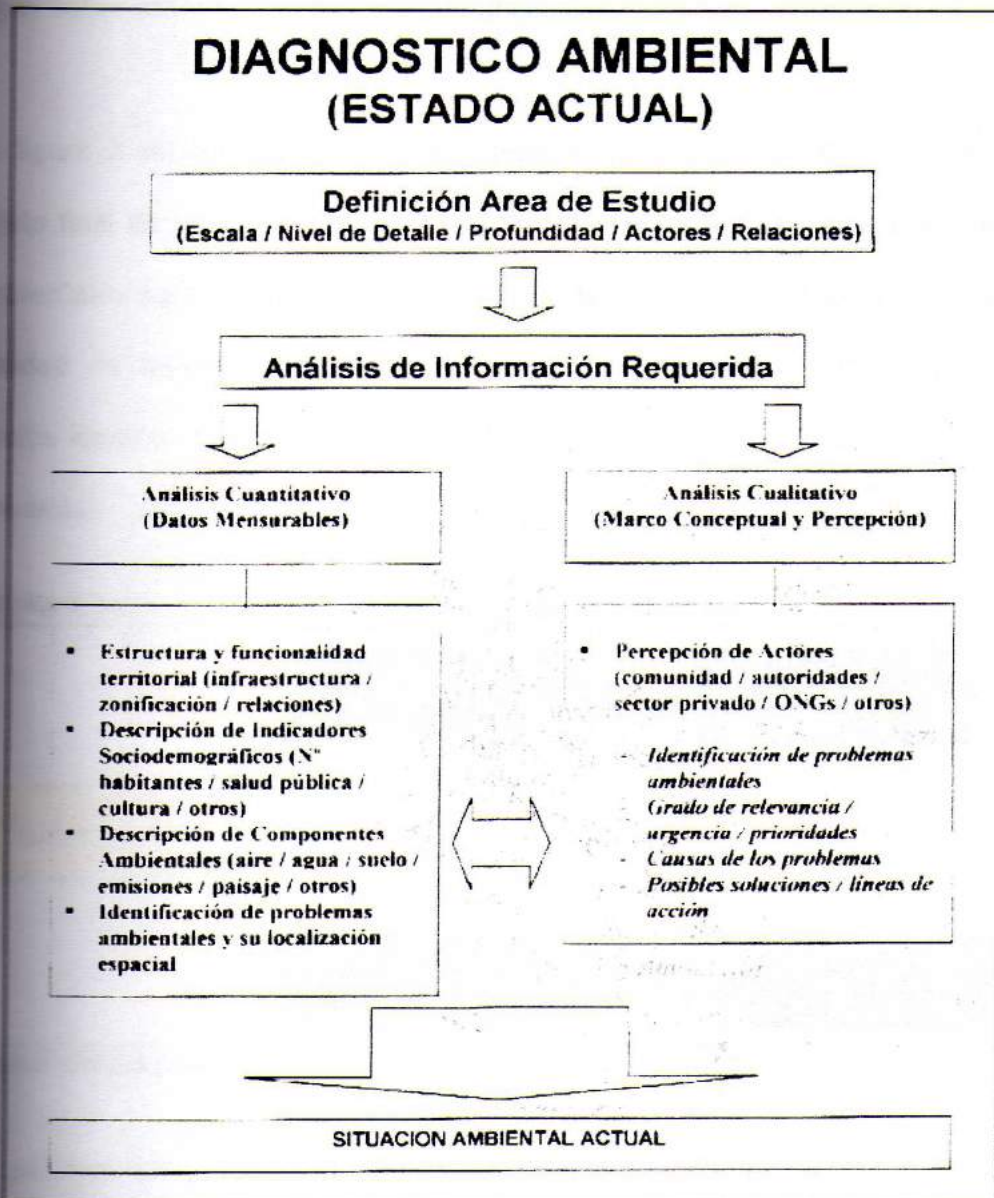 DIAGNOSTICO AMBIENTAL
(ESTADO ACTUAL)
Definición Area de Estudio
(Escala / Nivel de Detalle / Profundidad / Actores / Relaciones)
Análisis de Información Requerida
Análisis Cuantitativo
(Datos Mensurables)
▪ Estructura y funcionalidad
territorial (infraestructura /
zonificación / relaciones)
▪ Descripción de Indicadores
Sociodemográficos (Nº
habitantes / salud pública /
cultura / otros)
▪ Descripción de Componentes
Ambientales (aire / agua / suelo /
emisiones / paisaje / otros)
▪ Identificación de problemas
ambientales y su localización
espacial
Análisis Cualitativo
(Marco Conceptual y Percepción)
▪ Percepción de Actores
(comunidad / autoridades /
sector privado / ONGs / otros)
- Identificación de problemas
ambientales
- Grado de relevancia /
urgencia / prioridades
- Causas de los problemas
- Posibles soluciones / líneas de
acción
SITUACION AMBIENTAL ACTUAL